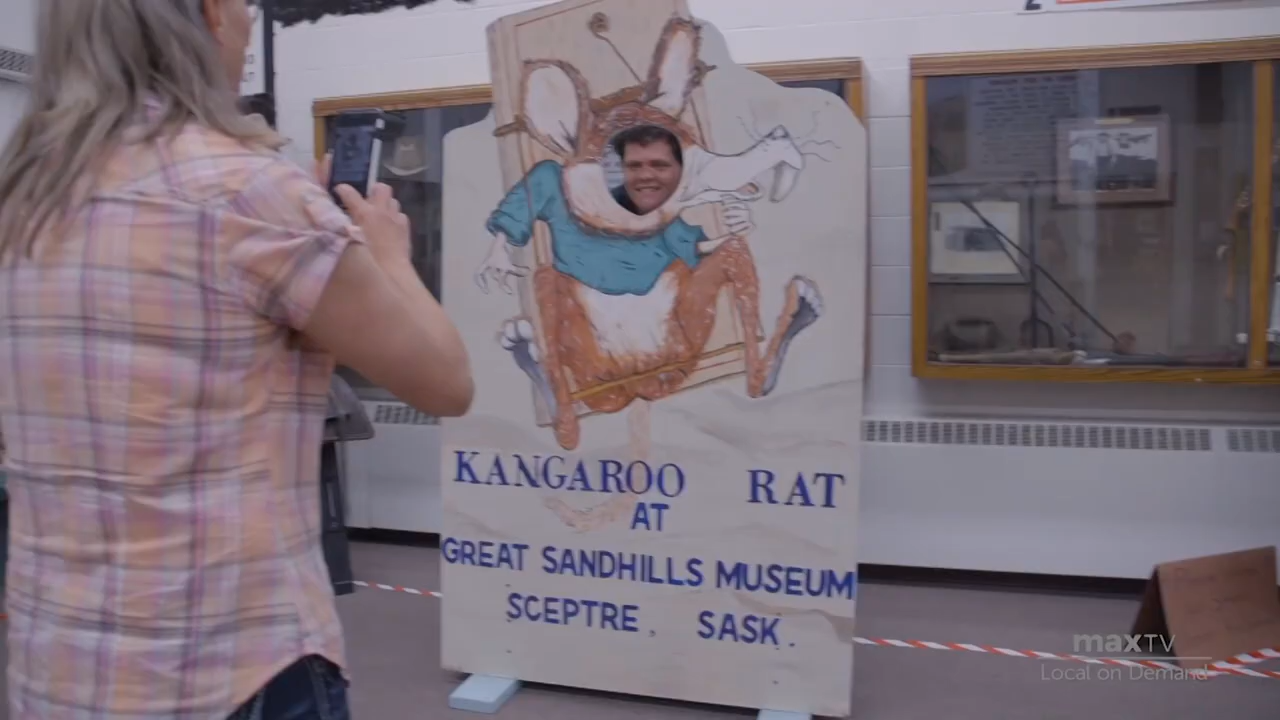 KANGAROO RAT
AT
GREAT SANDHILLS MUSEUM
SCEPTRE, SASK.
maxTV
Local on Demand